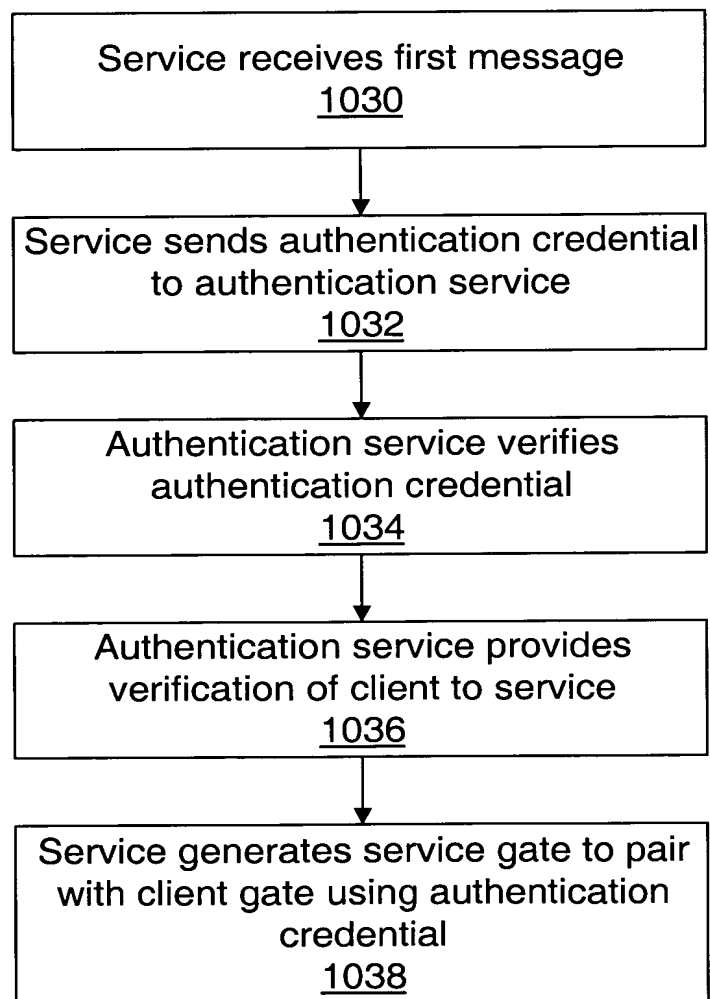 Service receives first message
1030
Service sends authentication credential
to authentication service
1032
Authentication service verifies
authentication credential
1034
Authentication service provides
verification of client to service
1036
Service generates service gate to pair
with client gate using authentication
credential
1038